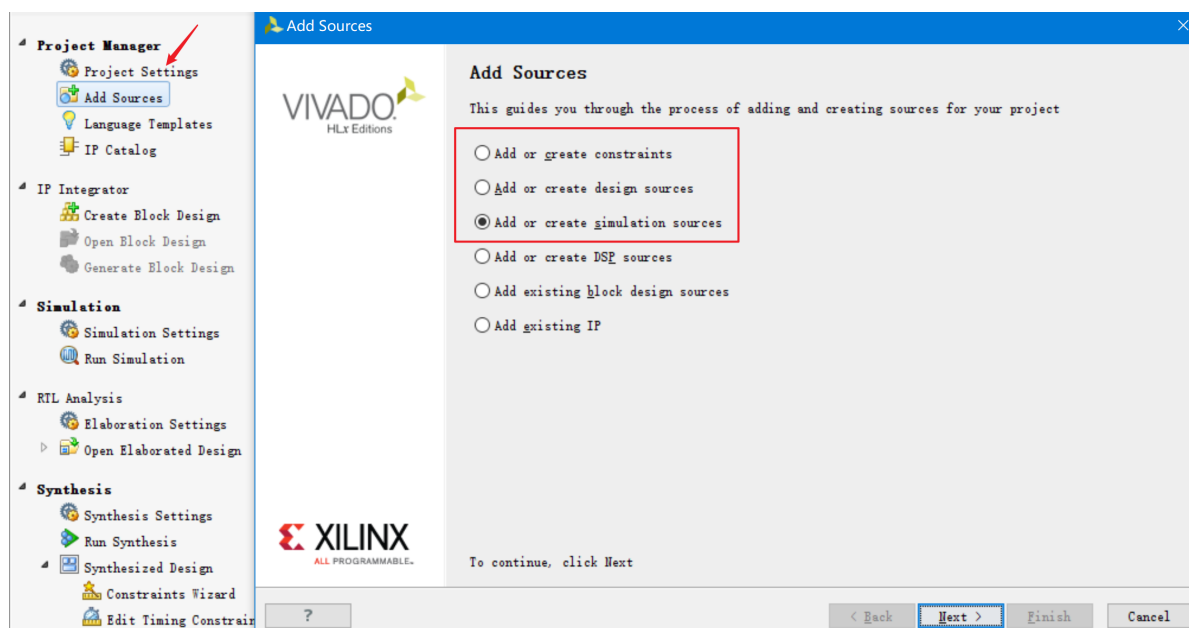 Project Manager
Project Settings
Add Sources
Language Templates
IP Catalog
IP Integrator
Create Block Design
Open Block Design
Generate Block Design
Simulation
Simulation Settings
Run Simulation
RTL Analysis
Elaboration Settings
Open Elaborated Design
Synthesis
Synthesis Settings
Run Synthesis
Synthesized Design
Constraints Wizard
Edit Timing Constrair
Add Sources
VIVADO.
HLx Editions
XILINX
ALL PROGRAMMABLE.
Add Sources
This guides you through the process of adding and creating sources for your project
Add or create constraints
Add or create design sources
Add or create simulation sources
Add or create DSP sources
Add existing block design sources
Add existing IP
To continue, click Next
?
< Back
Next >
Finish
Cancel